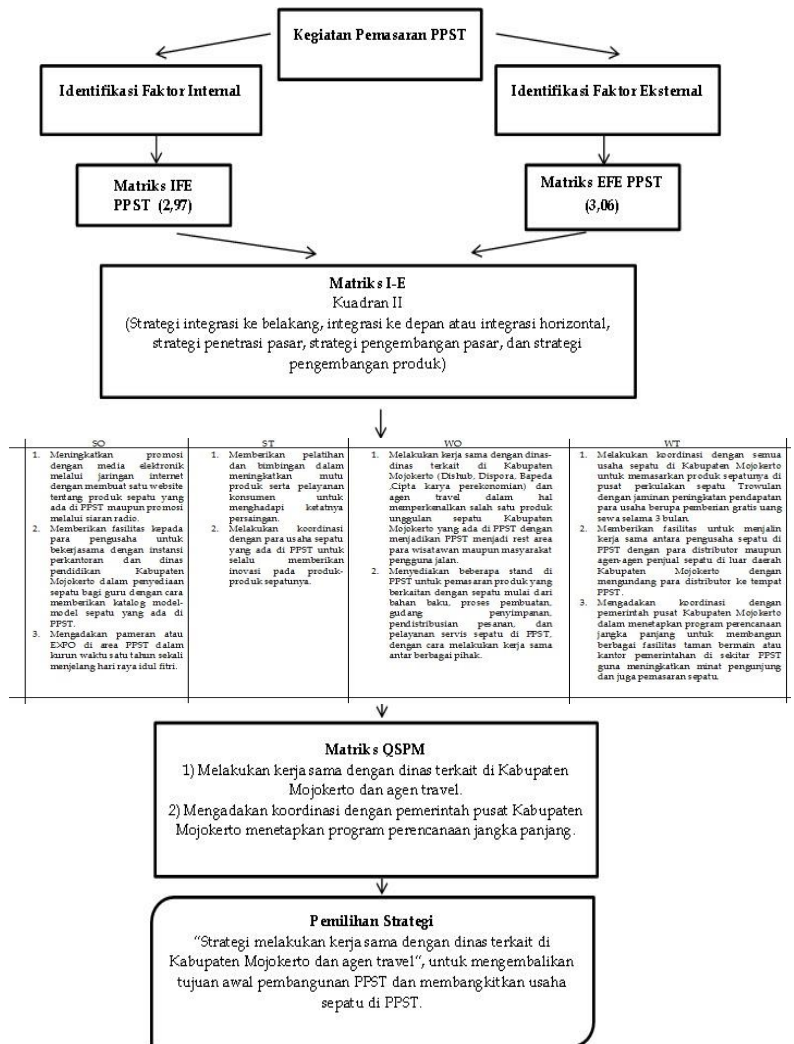 Kegiatan Pemasaran PPST
Identifikasi Faktor Internal
Identifikasi Faktor Eksternal
Matriks IFE
PPST (2,97)
Matriks EFE PPST
(3,06)
Matriks I-E
Kuadran II
(Strategi integrasi ke belakang, integrasi ke depan atau integrasi horizontal,
strategi penetrasi pasar, strategi pengembangan pasar, dan strategi
pengembangan produk)
SO
1. Meningkatkan promosi
dengan media elektronik
melalui jaringan internet
dengan membuat satu website
tentang produk sepatu yang
ada di PPST maupun promosi
melalui siaran radio.
2. Memberikan fasilitas kepada
para pengusaha untuk
bekerjasama dengan instansi
perkantoran dan dinas
pendidikan Kabupaten
Mojokerto dalam penyediaan
sepatu bagi guru dengan cara
memberikan katalog model-
model sepatu yang ada di
PPST.
3. Mengadakan pameran atau
EXPO di area PPST dalam
kurun waktu satu tahun sekali
menjelang hari raya idul fitri.
ST
1. Memberikan pelatihan
dan bimbingan dalam
meningkatkan mutu
produk serta pelayanan
konsumen untuk
menghadapi ketatnya
persaingan.
2. Melakukan koordinasi
dengan para usaha sepatu
yang ada di PPST untuk
selalu memberikan
inovasi pada produk-
produk sepatunya.
WO
1. Melakukan kerja sama dengan dinas-
dinas terkait di Kabupaten
Mojokerto (Dishub, Dispora, Bapeda
,Cipta karya perekonomian) dan
agen travel dalam hal
memperkenalkan salah satu produk
unggulan sepatu Kabupaten
Mojokerto yang ada di PPST dengan
menjadikan PPST menjadi rest area
para wisatawan maupun masyarakat
pengguna jalan.
2. Menyediakan beberapa stand di
PPST untuk pemasaran produk yang
berkaitan dengan sepatu mulai dari
bahan baku, proses pembuatan,
gudang penyimpanan,
pendistribusian pesanan, dan
pelayanan servis sepatu di PPST,
dengan cara melakukan kerja sama
antar berbagai pihak.
WT
1. Melakukan koordinasi dengan semua
usaha sepatu di Kabupaten Mojokerto
untuk memasarkan produk sepatunya di
pusat perkulakan sepatu Trowulan
dengan jaminan peningkatan pendapatan
para usaha berupa pemberian gratis uang
sewa selama 3 bulan.
2. Memberikan fasilitas untuk menjalin
kerja sama antara pengusaha sepatu di
PPST dengan para distributor maupun
agen-agen penjual sepatu di luar daerah
Kabupaten Mojokerto dengan
mengundang para distributor ke tempat
PPST.
3. Mengadakan koordinasi dengan
pemerintah pusat Kabupaten Mojokerto
dalam menetapkan program perencanaan
jangka panjang untuk membangun
berbagai fasilitas taman bermain atau
kantor pemerintahan di sekitar PPST
guna meningkatkan minat pengunjung
dan juga pemasaran sepatu.
Matriks QSPM
1) Melakukan kerja sama dengan dinas terkait di Kabupaten
Mojokerto dan agen travel.
2) Mengadakan koordinasi dengan pemerintah pusat Kabupaten
Mojokerto menetapkan program perencanaan jangka panjang.
Pemilihan Strategi
“Strategi melakukan kerja sama dengan dinas terkait di
Kabupaten Mojokerto dan agen travel“, untuk mengembalikan
tujuan awal pembangunan PPST dan membangkitkan usaha
sepatu di PPST.